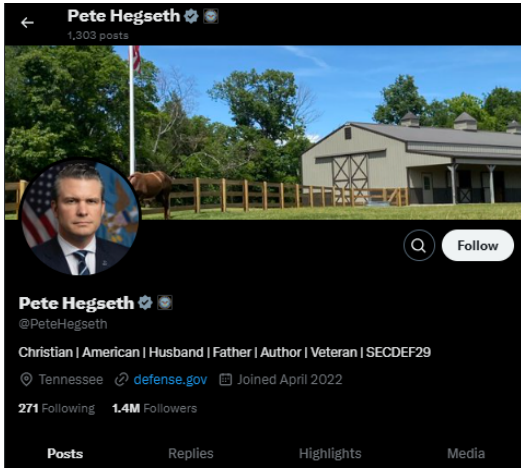 Pete Hegseth
1,303 posts
Follow
Pete Hegseth
@PeteHegseth
Christian | American | Husband | Father | Author | Veteran | SECDEF29
Tennessee defense.gov Joined April 2022
271 Following 1.4M Followers
Posts Replies Highlights Media